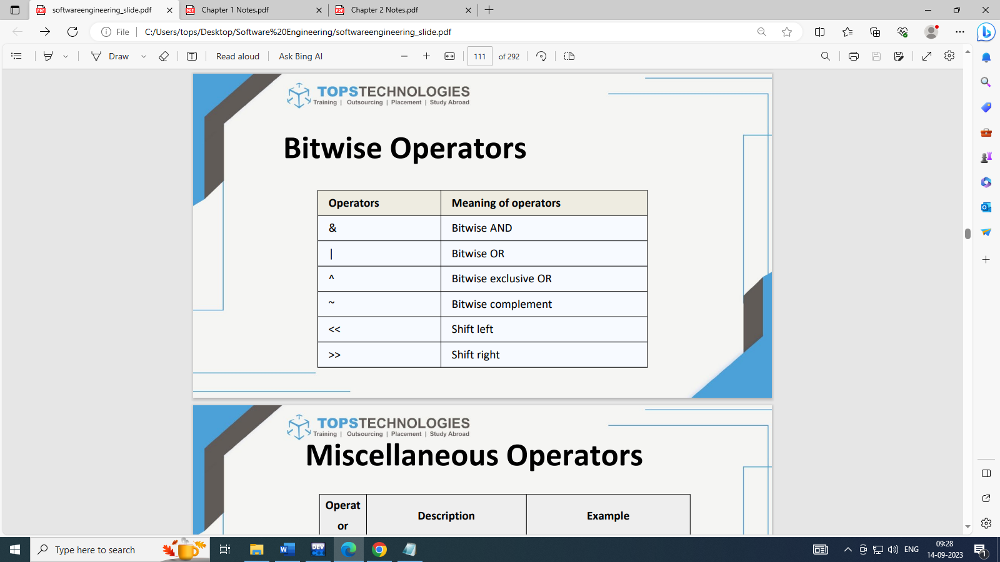 softwareengineering_slide.pdf
Chapter 1 Notes.pdf
Chapter 2 Notes.pdf
File
C:/Users/tops/Desktop/Software%20Engineering/softwareengineering_slide.pdf
Draw
Read aloud
Ask Bing AI
111 of 292
TOPSTECHNOLOGIES
Training | Outsourcing | Placement | Study Abroad
Bitwise Operators
Operators Meaning of operators
& Bitwise AND
| Bitwise OR
^ Bitwise exclusive OR
~ Bitwise complement
<< Shift left
>> Shift right
TOPSTECHNOLOGIES
Training | Outsourcing | Placement | Study Abroad
Miscellaneous Operators
Operat
or
Description
Example
Type here to search
DEV
ENG
09:28
14-09-2023
1